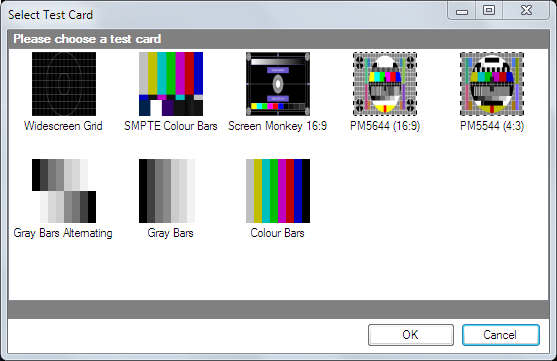 Select Test Card
Please choose a test card
Widescreen Grid
SMPTE Colour Bars
Screen Monkey 16:9
PM5644 (16:9)
PM5544 (4:3)
Gray Bars Alternating
Gray Bars
Colour Bars
OK
Cancel